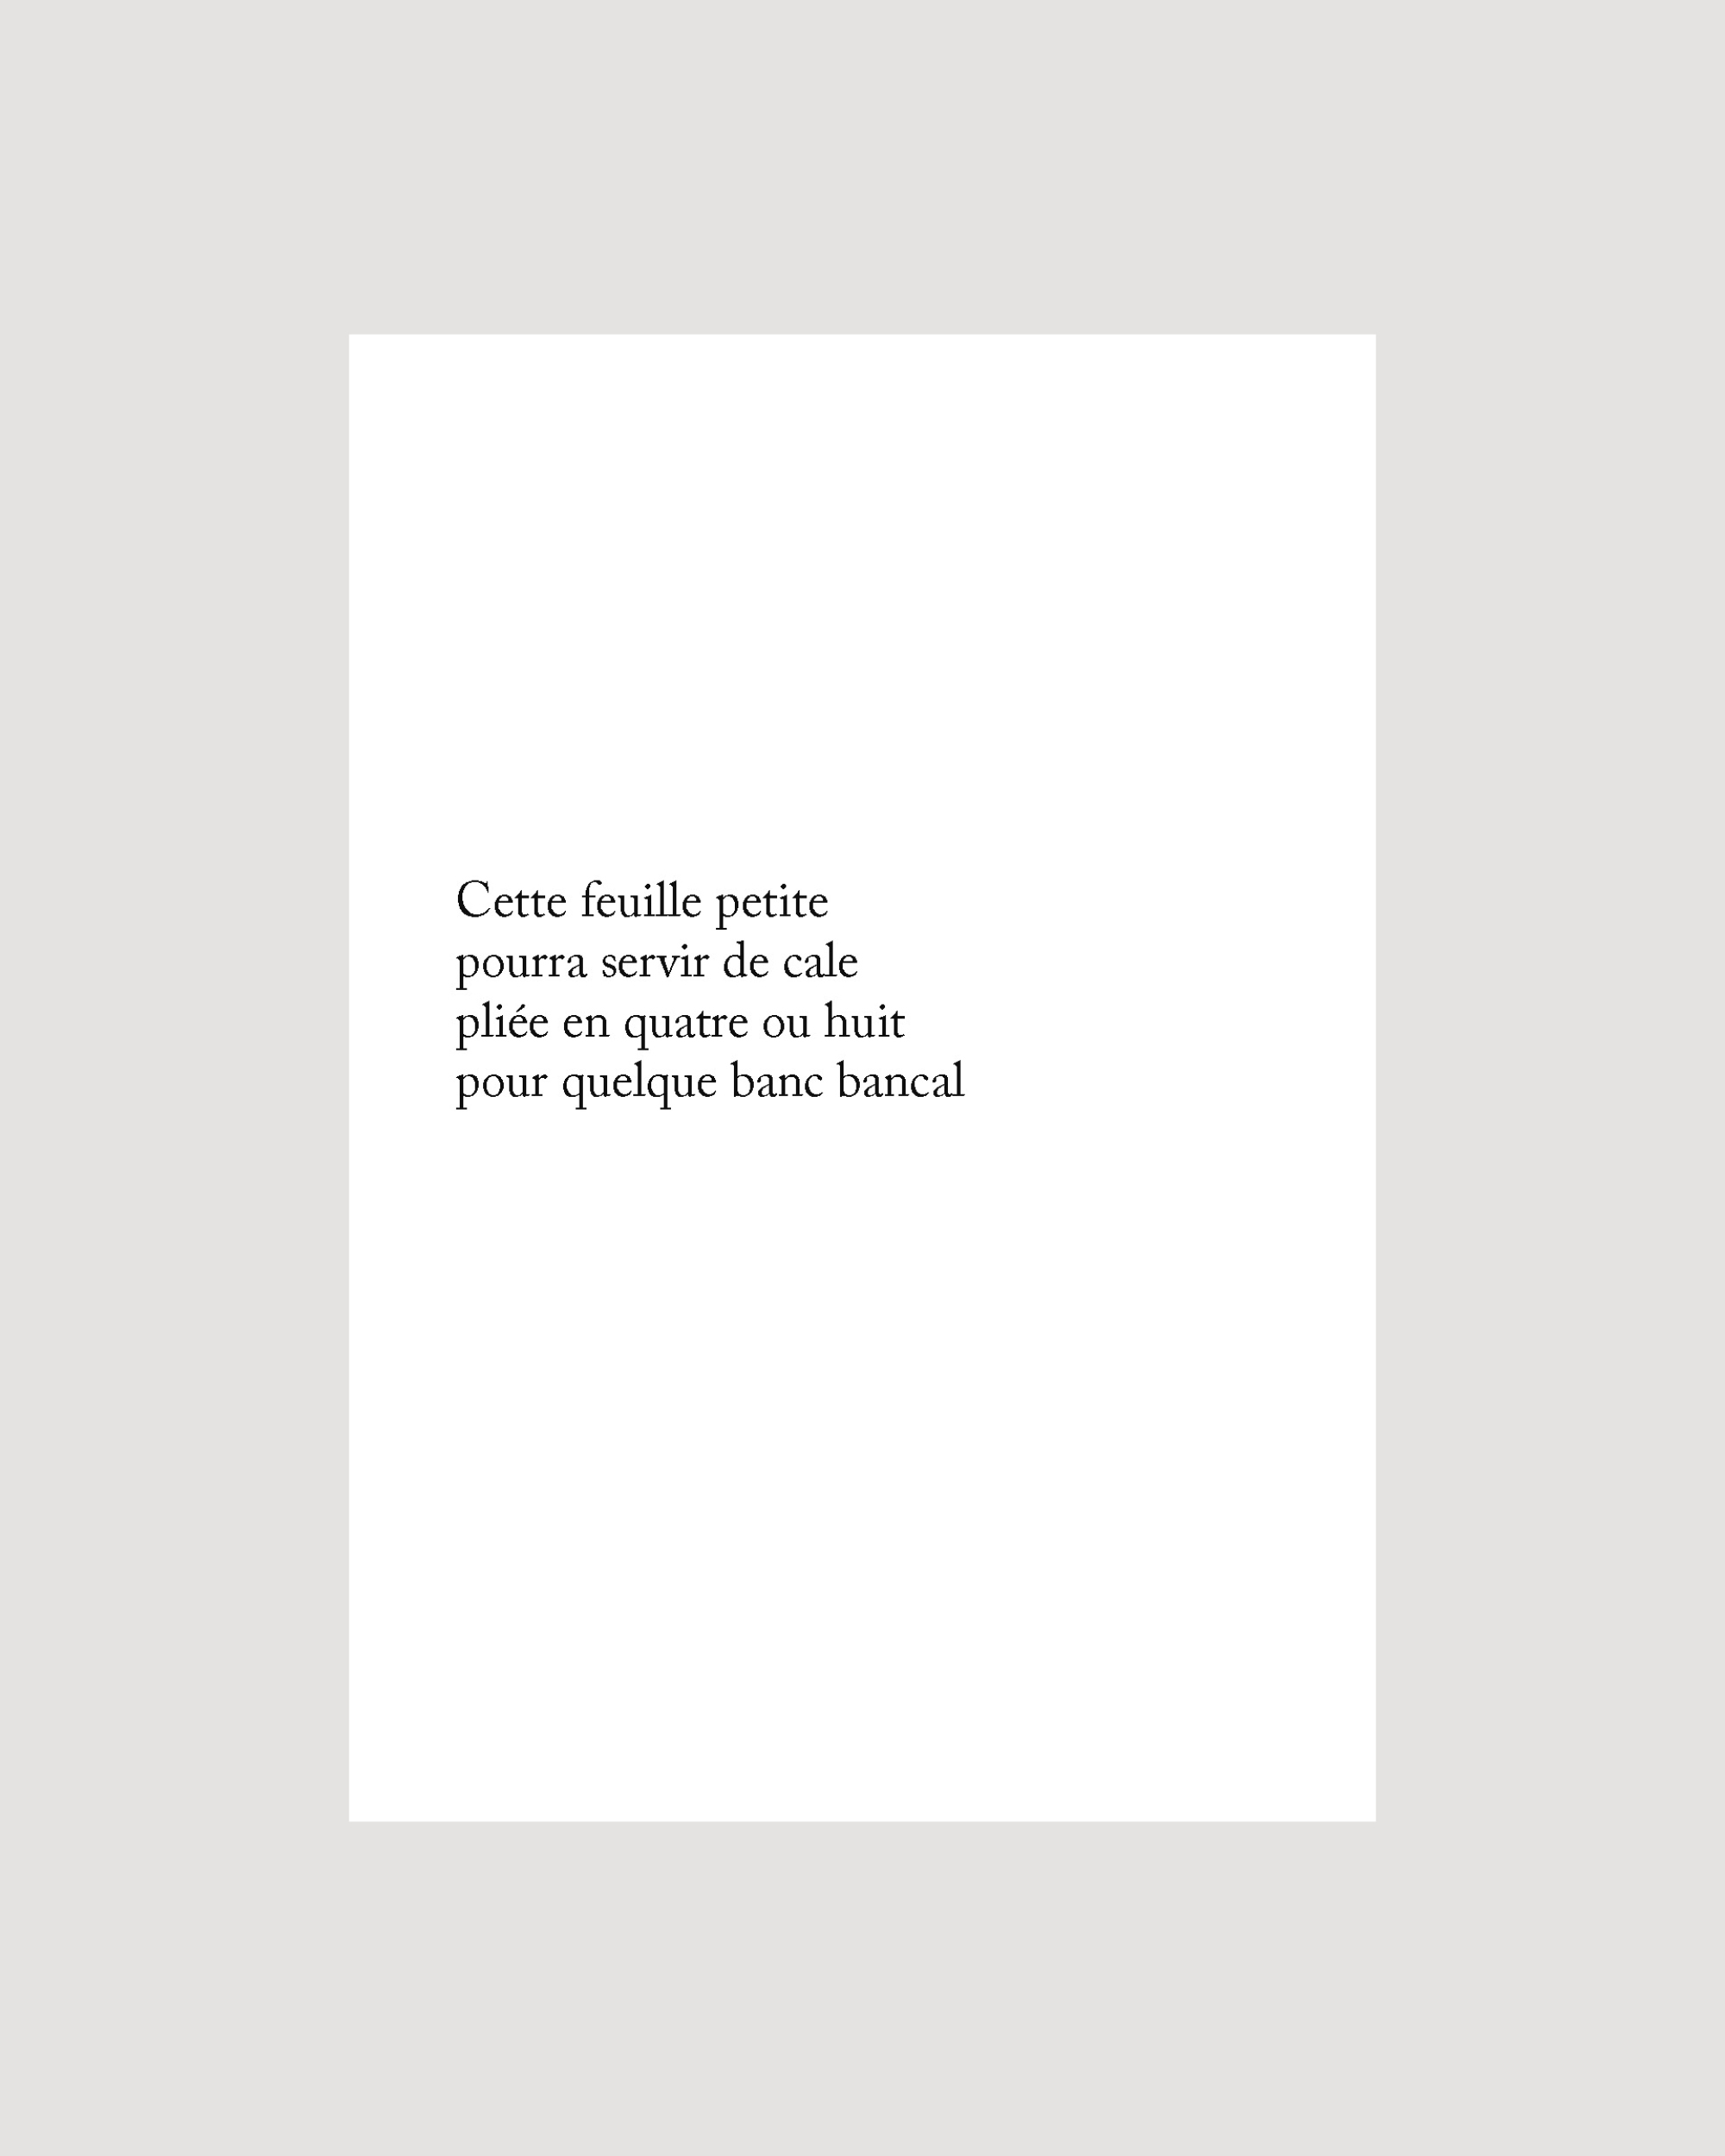 Cette feuille petite
pourra servir de cale
pliée en quatre ou huit
pour quelque banc bancal